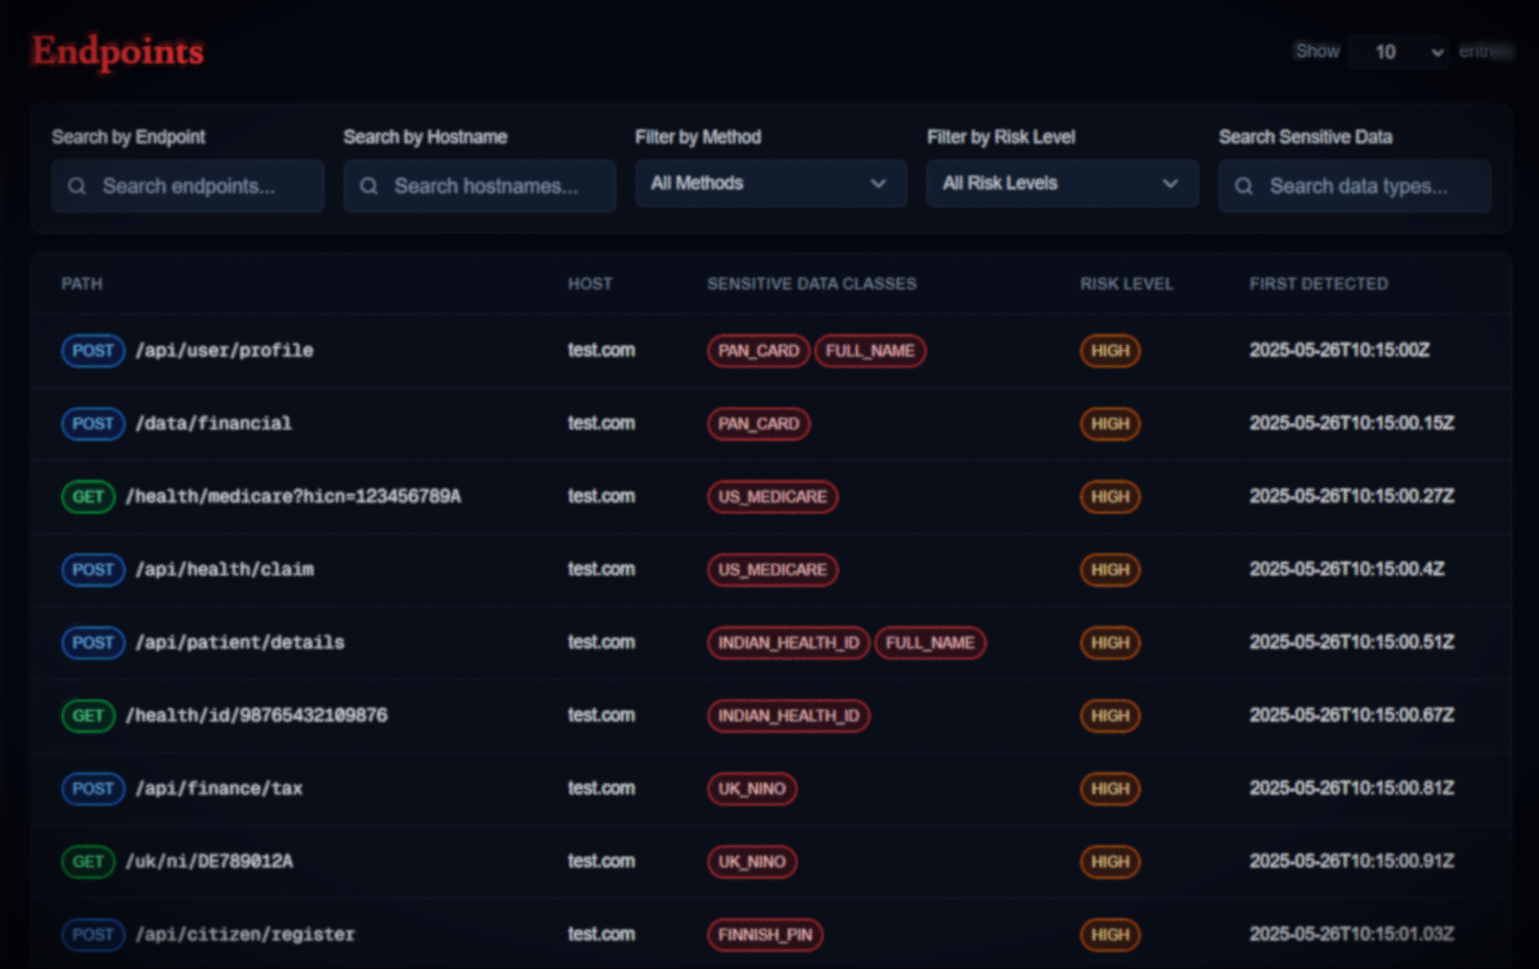 Endpoints
Show 10 entries
Search by Endpoint Search by Hostname Filter by Method Filter by Risk Level Search Sensitive Data
Search endpoints... Search hostnames... All Methods All Risk Levels Search data types...
PATH HOST SENSITIVE DATA CLASSES RISK LEVEL FIRST DETECTED
POST /api/user/profile test.com PAN_CARD FULL_NAME HIGH 2025-05-26T10:15:00Z
POST /data/financial test.com PAN_CARD HIGH 2025-05-26T10:15:00.15Z
GET /health/medicare?hicn=123456789A test.com US_MEDICARE HIGH 2025-05-26T10:15:00.27Z
POST /api/health/claim test.com US_MEDICARE HIGH 2025-05-26T10:15:00.4Z
POST /api/patient/details test.com INDIAN_HEALTH_ID FULL_NAME HIGH 2025-05-26T10:15:00.51Z
GET /health/id/98765432109876 test.com INDIAN_HEALTH_ID HIGH 2025-05-26T10:15:00.67Z
POST /api/finance/tax test.com UK_NINO HIGH 2025-05-26T10:15:00.81Z
GET /uk/ni/DE789012A test.com UK_NINO HIGH 2025-05-26T10:15:00.91Z
POST /api/citizen/register test.com FINNISH_PIN HIGH 2025-05-26T10:15:01.03Z